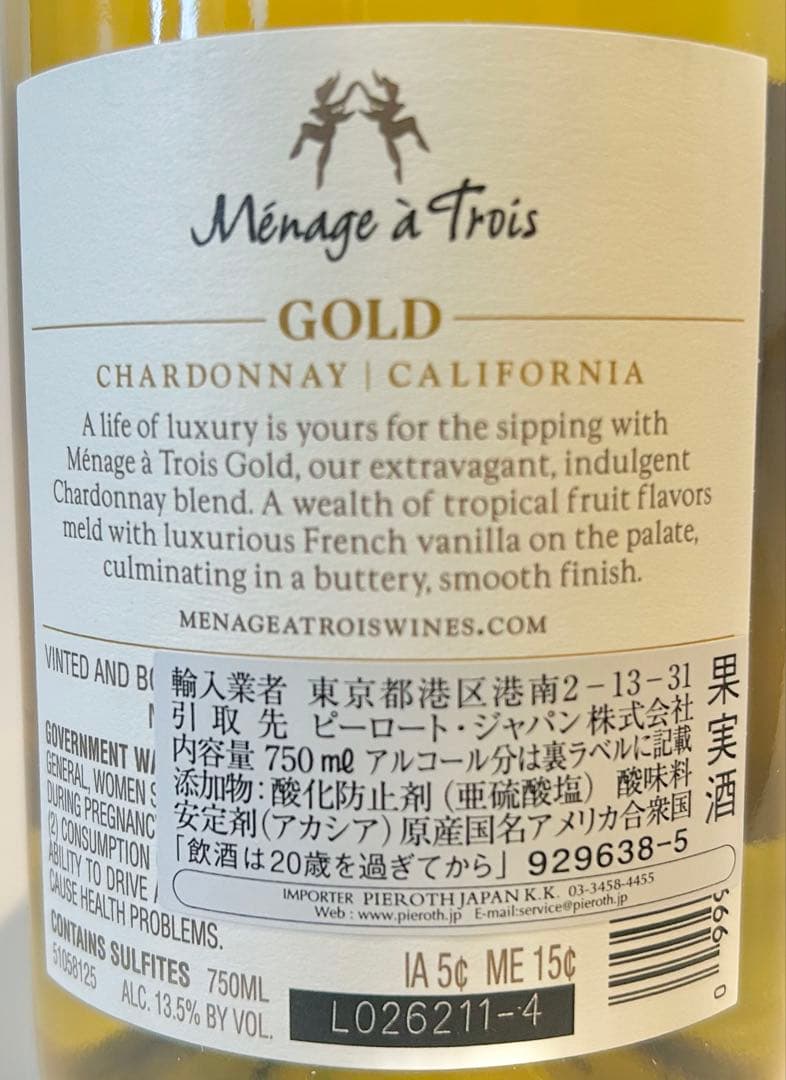 Ménage à Trois
GOLD
CHARDONNAY | CALIFORNIA
A life of luxury is yours for the sipping with
Ménage à Trois Gold, our extravagant, indulgent
Chardonnay blend. A wealth of tropical fruit flavors
meld with luxurious French vanilla on the palate,
culminating in a buttery, smooth finish.
MENAGEATROISWINES.COM
VINTED AND
GOVERNMENT
GENERAL, WOMEN
DURING
(2) CONSUMPTION
ABILITY TO DRIVE
CAUSE HEALTH PROBLEMS.
CONTAINS SULFITES 750ML
51058125 ALC. 13.5% BY VOL.
果実酒
輸入業者 東京都港区港南2-13-31
引取先 ピーロート・ジャパン株式会社
内容量 750ml アルコール分は裏ラベルに記載
添加物:酸化防止剤(亜硫酸塩) 酸味料
安定剤(アカシア)原産国名アメリカ合衆国
「飲酒は20歳を過ぎてから」 929638-5
IMPORTER PIEROTH JAPAN K.K. 03-3458-4455
Web : www.pieroth.jp E-mail:service@pieroth.jp
IA 5¢ ME 15¢
L026211-4
566 0